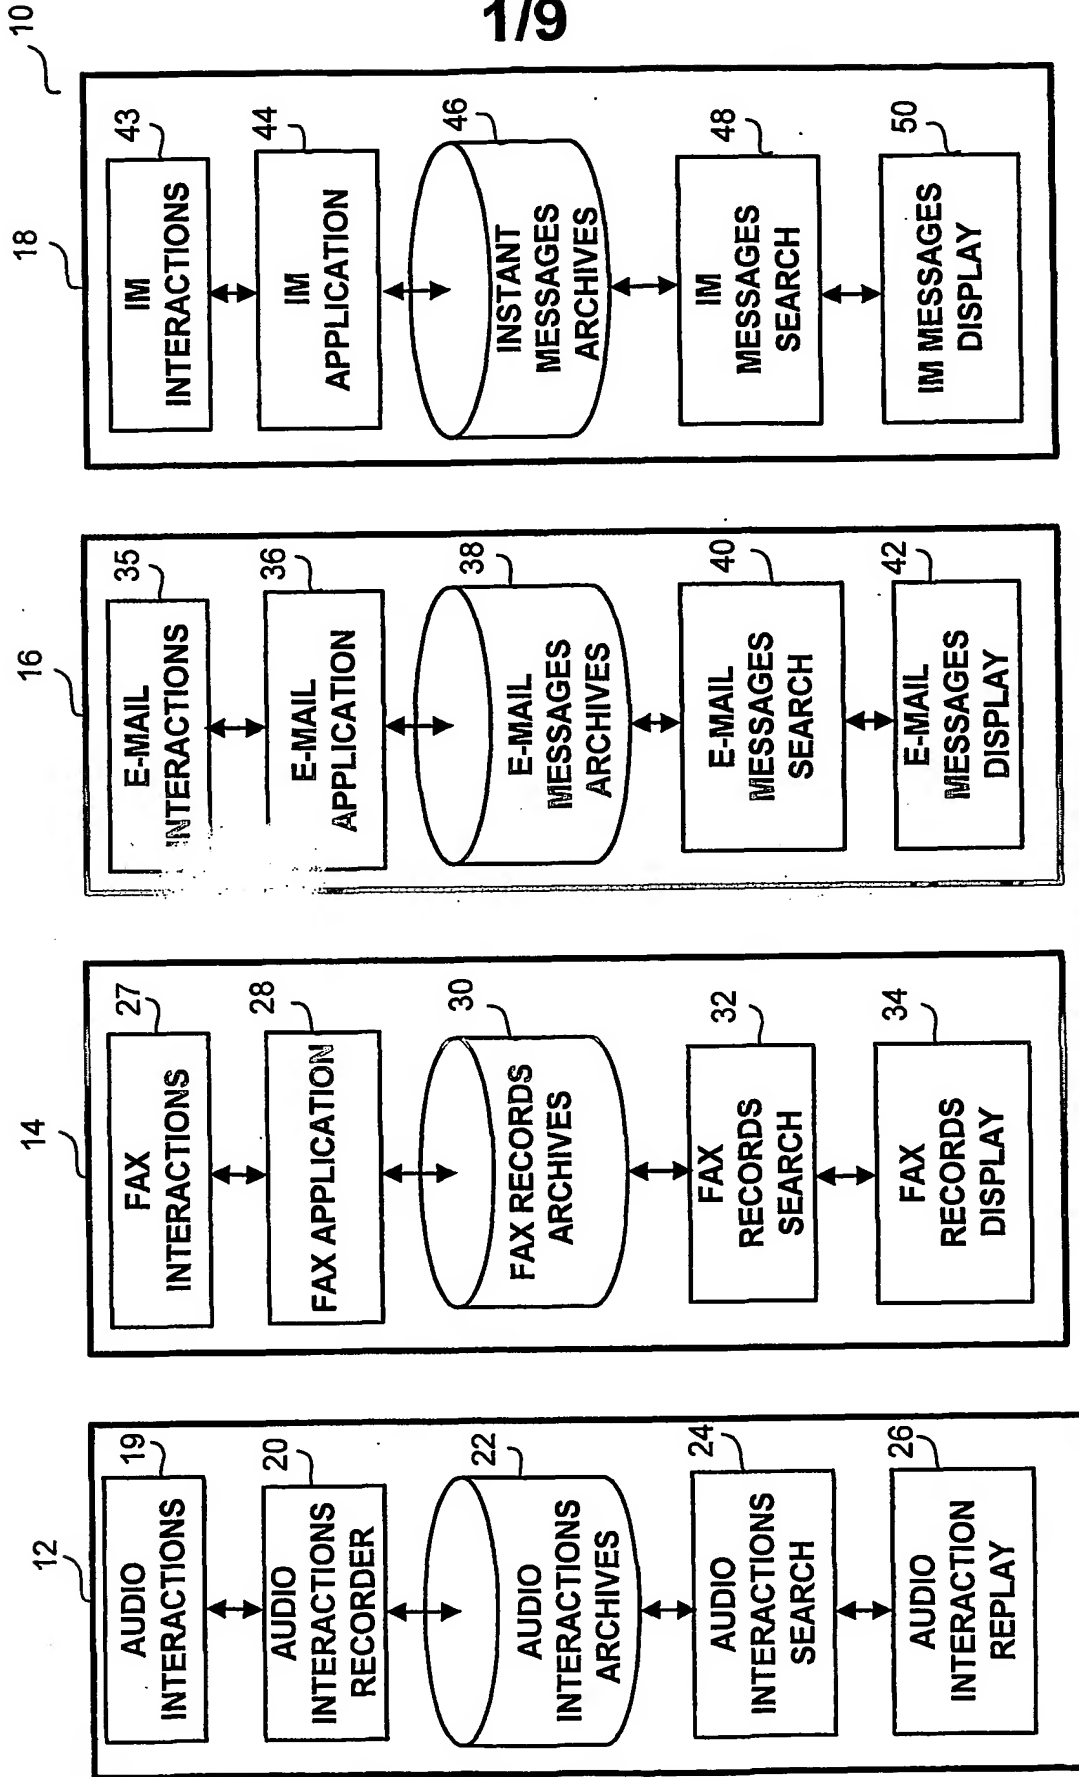 1/9
10
12
19
AUDIO
INTERACTIONS
20
AUDIO
INTERACTIONS
RECORDER
22
AUDIO
INTERACTIONS
ARCHIVES
24
AUDIO
INTERACTIONS
SEARCH
26
AUDIO
INTERACTION
REPLAY
14
27
FAX
INTERACTIONS
28
FAX APPLICATION
30
FAX RECORDS
ARCHIVES
32
FAX
RECORDS
SEARCH
34
FAX
RECORDS
DISPLAY
16
35
E-MAIL
INTERACTIONS
36
E-MAIL
APPLICATION
38
E-MAIL
MESSAGES
ARCHIVES
40
E-MAIL
MESSAGES
SEARCH
42
E-MAIL
MESSAGES
DISPLAY
18
43
IM
INTERACTIONS
44
IM
APPLICATION
46
INSTANT
MESSAGES
ARCHIVES
48
IM
MESSAGES
SEARCH
50
IM MESSAGES
DISPLAY